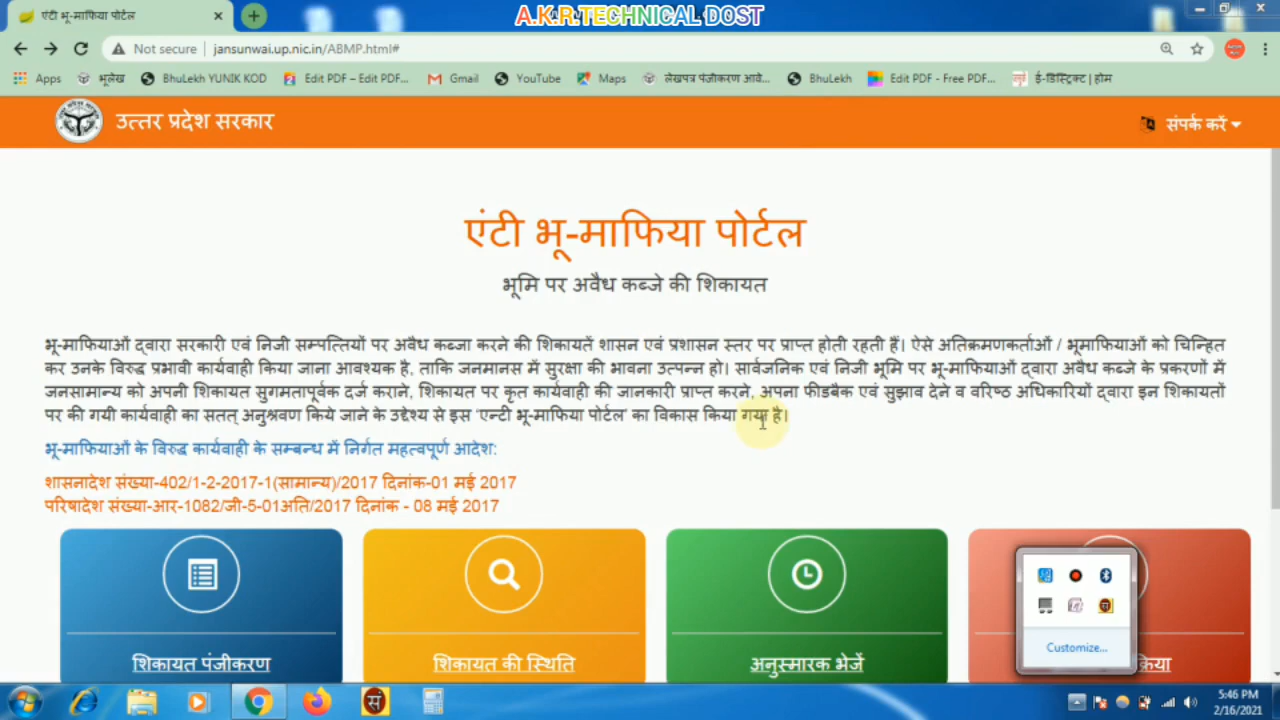 एंटी भू-माफिया पोर्टल
A.K.R.TECHNICAL DOST
Not secure | jansunwai.up.nic.in/ABMP.html#
Apps भूलेख BhuLekh YUNIK KOD Edit PDF – Edit PDF... Gmail YouTube Maps लेखपत्र पंजीकरण आवे... BhuLekh Edit PDF - Free PDF... ई-डिस्ट्रिक्ट | होम
उत्तर प्रदेश सरकार
संपर्क करें
एंटी भू-माफिया पोर्टल
भूमि पर अवैध कब्जे की शिकायत
भू-माफियाओं द्वारा सरकारी एवं निजी सम्पत्तियों पर अवैध कब्जा करने की शिकायतें शासन एवं प्रशासन स्तर पर प्राप्त होती रहती हैं। ऐसे अतिक्रमणकर्ताओं / भूमाफियाओं को चिन्हित
कर उनके विरुद्ध प्रभावी कार्यवाही किया जाना आवश्यक है, ताकि जनमानस में सुरक्षा की भावना उत्पन्न हो। सार्वजनिक एवं निजी भूमि पर भू-माफियाओं द्वारा अवैध कब्जे के प्रकरणों में
जनसामान्य को अपनी शिकायत सुगमतापूर्वक दर्ज कराने, शिकायत पर कृत कार्यवाही की जानकारी प्राप्त करने, अपना फीडबैक एवं सुझाव देने व वरिष्ठ अधिकारियों द्वारा इन शिकायतों
पर की गयी कार्यवाही का सतत् अनुश्रवण किये जाने के उद्देश्य से इस 'एन्टी भू-माफिया पोर्टल' का विकास किया गया है।
भू-माफियाओं के विरुद्ध कार्यवाही के सम्बन्ध में निर्गत महत्वपूर्ण आदेश:
शासनादेश संख्या-402/1-2-2017-1(सामान्य)/2017 दिनांक-01 मई 2017
परिषादेश संख्या-आर-1082/जी-5-01अति/2017 दिनांक - 08 मई 2017
शिकायत पंजीकरण
शिकायत की स्थिति
अनुस्मारक भेजें
क्रिया
Customize...
5:46 PM
2/16/2021